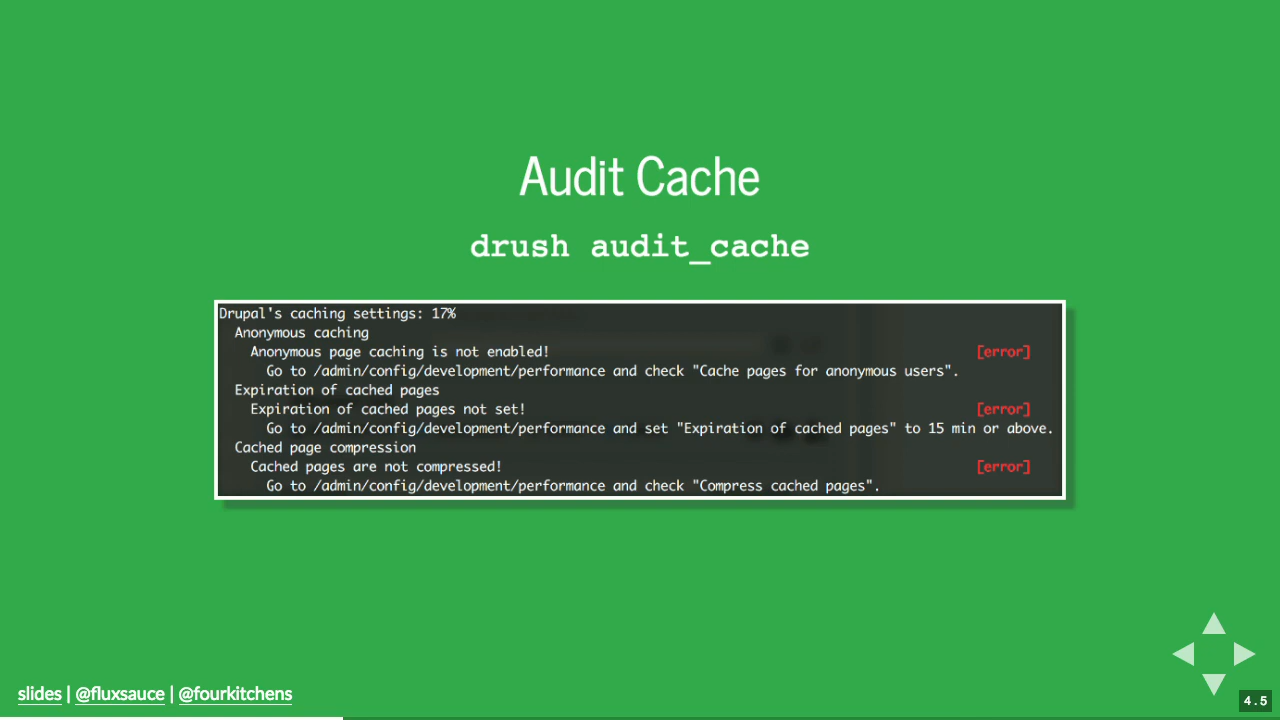 Audit Cache
drush audit_cache
Drupal's caching settings: 17%
Anonymous caching
Anonymous page caching is not enabled! [error]
Go to /admin/config/development/performance and check "Cache pages for anonymous users".
Expiration of cached pages
Expiration of cached pages not set! [error]
Go to /admin/config/development/performance and set "Expiration of cached pages" to 15 min or above.
Cached page compression
Cached pages are not compressed! [error]
Go to /admin/config/development/performance and check "Compress cached pages".
slides | @fluxsauce | @fourkitchens
4.5